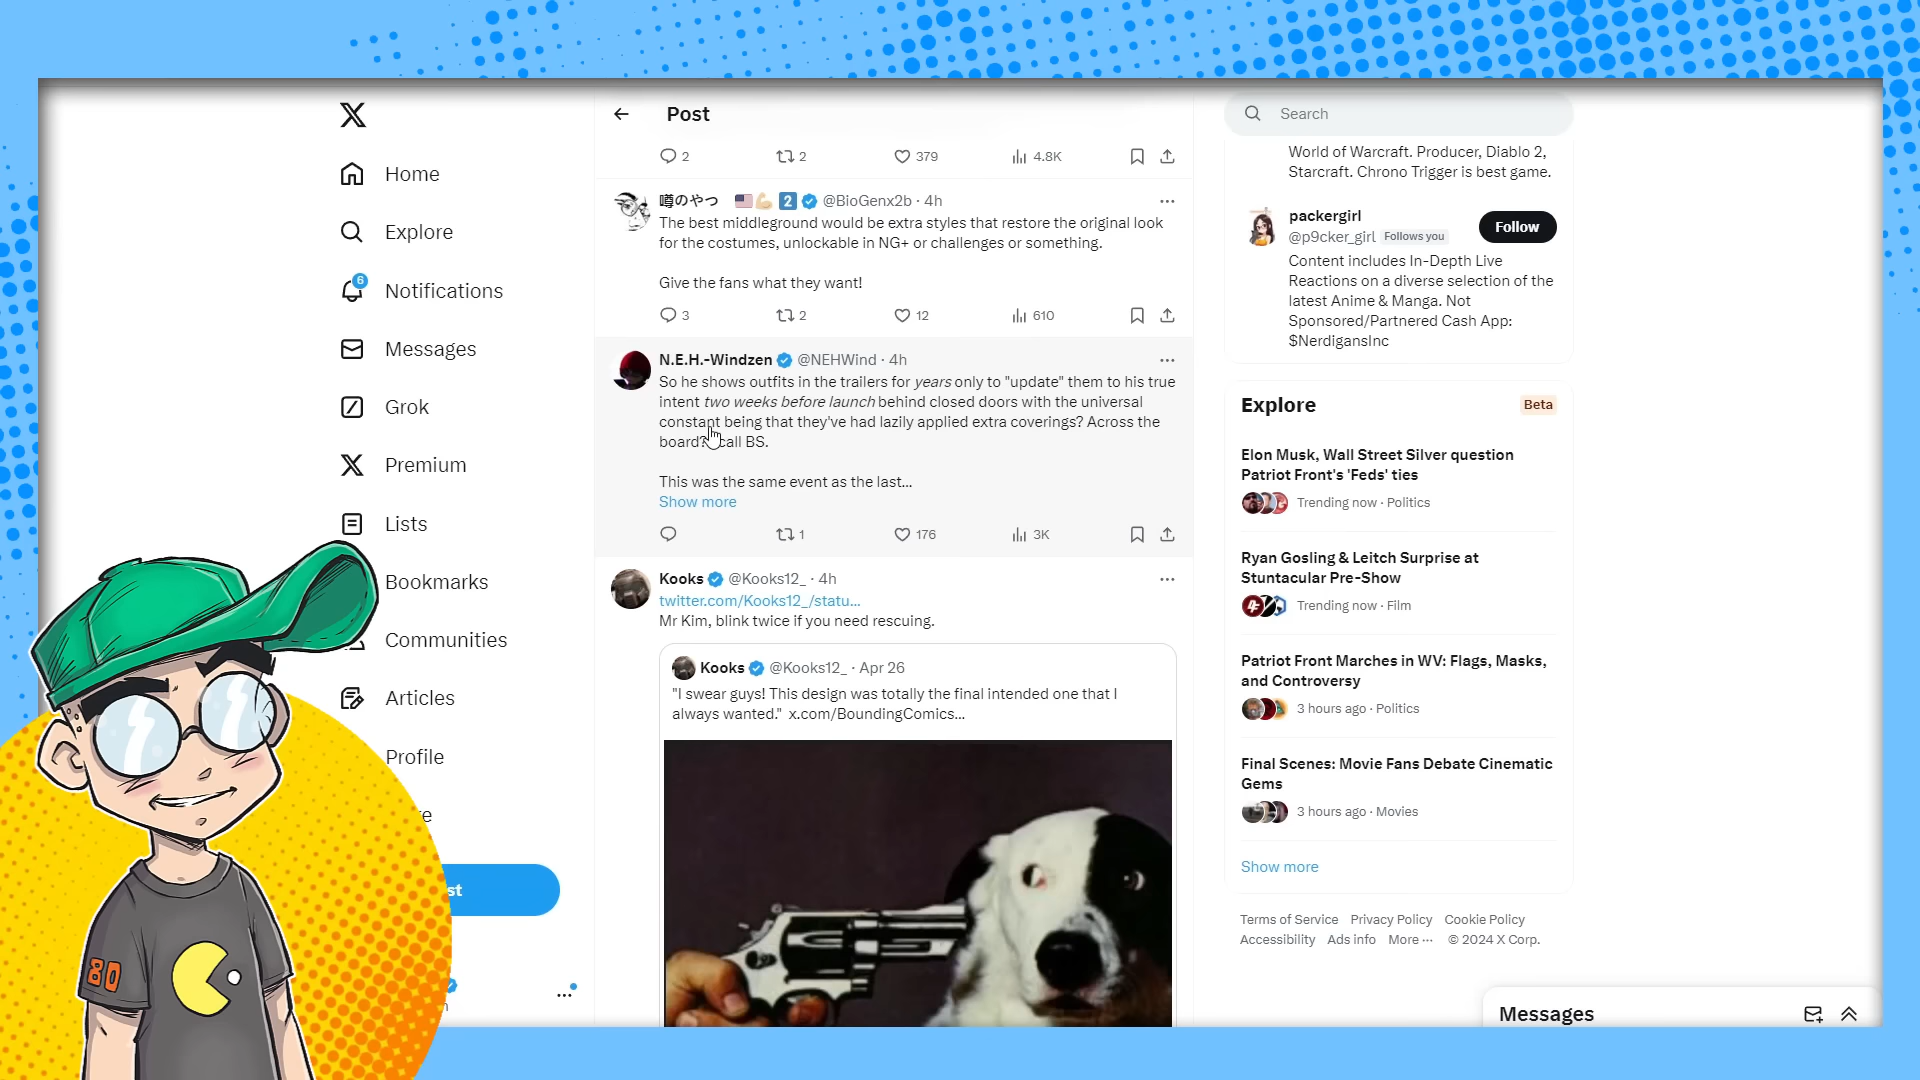 Home
Explore
6
Notifications
Messages
Grok
Premium
Lists
Bookmarks
Communities
Articles
Profile
80
Post
2
2
379
4.8K
噂のやつ 2 @BioGenx2b · 4h
The best middleground would be extra styles that restore the original look
for the costumes, unlockable in NG+ or challenges or something.
Give the fans what they want!
3
2
12
610
N.E.H.-Windzen @NEHWind · 4h
So he shows outfits in the trailers for years only to "update" them to his true
intent two weeks before launch behind closed doors with the universal
constant being that they've had lazily applied extra coverings? Across the
board? call BS.
This was the same event as the last...
Show more
1
176
3K
Kooks @Kooks12_ · 4h
twitter.com/Kooks12_/statu...
Mr Kim, blink twice if you need rescuing.
Kooks @Kooks12_ · Apr 26
"I swear guys! This design was totally the final intended one that I
always wanted." x.com/BoundingComics...
Search
World of Warcraft. Producer, Diablo 2,
Starcraft. Chrono Trigger is best game.
packergirl
@p9cker_girl Follows you
Follow
Content includes In-Depth Live
Reactions on a diverse selection of the
latest Anime & Manga. Not
Sponsored/Partnered Cash App:
$NerdigansInc
Explore
Beta
Elon Musk, Wall Street Silver question
Patriot Front's 'Feds' ties
Trending now · Politics
Ryan Gosling & Leitch Surprise at
Stuntacular Pre-Show
Trending now · Film
Patriot Front Marches in WV: Flags, Masks,
and Controversy
3 hours ago · Politics
Final Scenes: Movie Fans Debate Cinematic
Gems
3 hours ago · Movies
Show more
Terms of Service Privacy Policy Cookie Policy
Accessibility Ads info More ··· © 2024 X Corp.
Messages